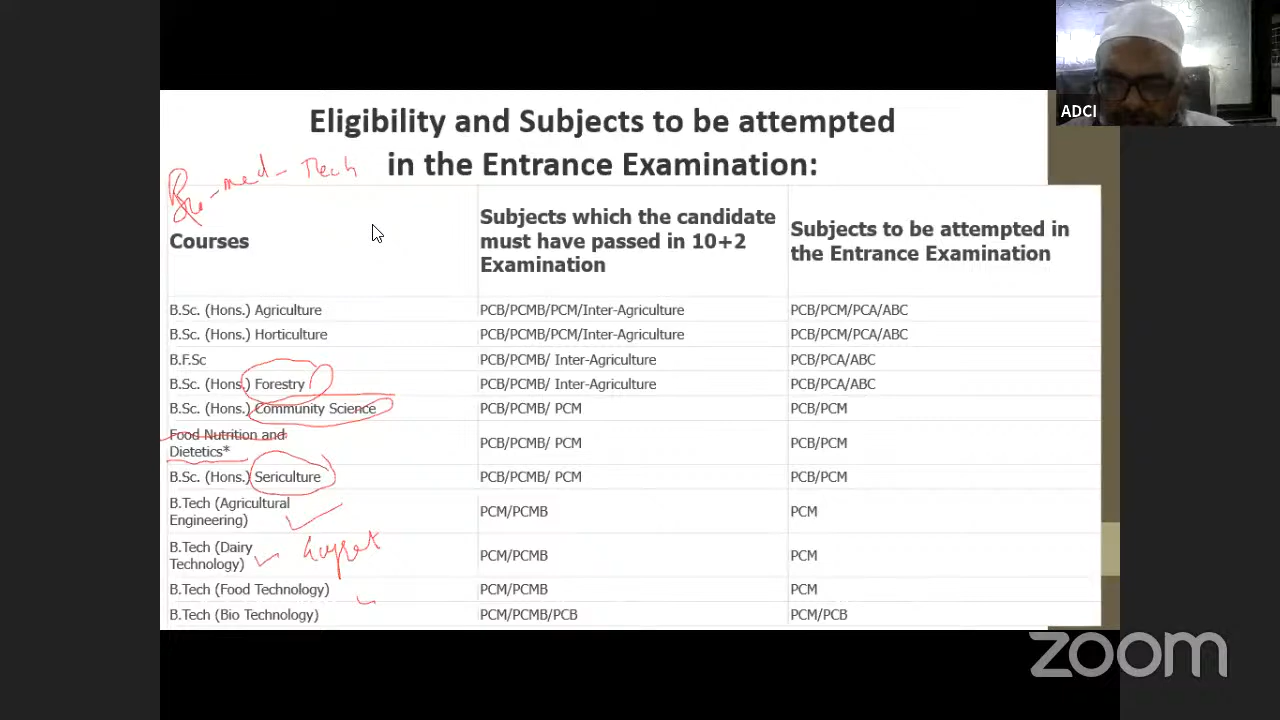 ADCI
Eligibility and Subjects to be attempted
in the Entrance Examination:
med - Tech
Courses
Subjects which the candidate
must have passed in 10+2
Examination
Subjects to be attempted in
the Entrance Examination
B.Sc. (Hons.) Agriculture PCB/PCMB/PCM/Inter-Agriculture PCB/PCM/PCA/ABC
B.Sc. (Hons.) Horticulture PCB/PCMB/PCM/Inter-Agriculture PCB/PCM/PCA/ABC
B.F.Sc PCB/PCMB/ Inter-Agriculture PCB/PCA/ABC
B.Sc. (Hons.) Forestry PCB/PCMB/ Inter-Agriculture PCB/PCA/ABC
B.Sc. (Hons.) Community Science PCB/PCMB/ PCM PCB/PCM
Food Nutrition and
Dietetics* PCB/PCMB/ PCM PCB/PCM
B.Sc. (Hons.) Sericulture PCB/PCMB/ PCM PCB/PCM
B.Tech (Agricultural
Engineering) PCM/PCMB PCM
B.Tech (Dairy
Technology) PCM/PCMB PCM
B.Tech (Food Technology) PCM/PCMB PCM
B.Tech (Bio Technology) PCM/PCMB/PCB PCM/PCB
zoom